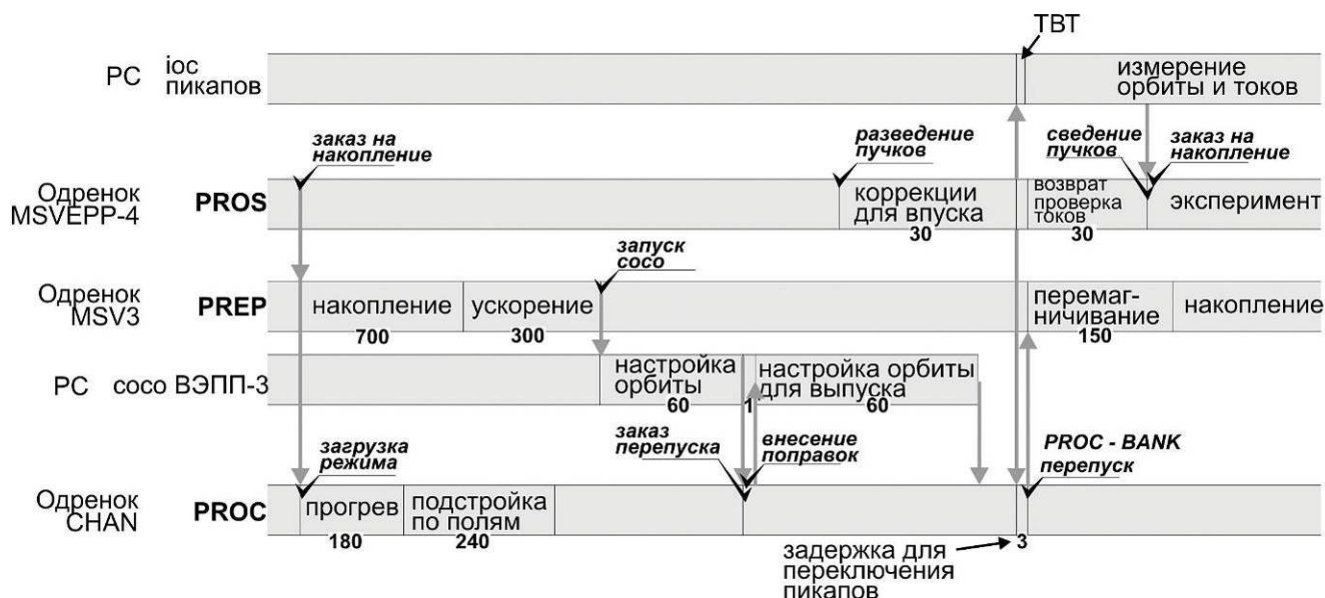 ТВТ
PC
ioc
пикапов
измерение
орбиты и токов
заказ на
накопление
разведение
пучков
сведение
пучков
заказ на
накопление
Одренок
MSVEPP-4
PROS
коррекции
для впуска
30
возврат
проверка
токов
30
эксперимент
запуск
сосо
Одренок
MSV3
PREP
накопление
700
ускорение
300
перемаг-
ничивание
150
накопление
PC
сосо ВЭПП-3
настройка
орбиты
60
1
настройка орбиты
для выпуска
60
загрузка
режима
заказ
перепуска
внесение
поправок
PROC - BANK
перепуск
Одренок
CHAN
PROC
прогрев
180
подстройка
по полям
240
3
задержка для
переключения
пикапов